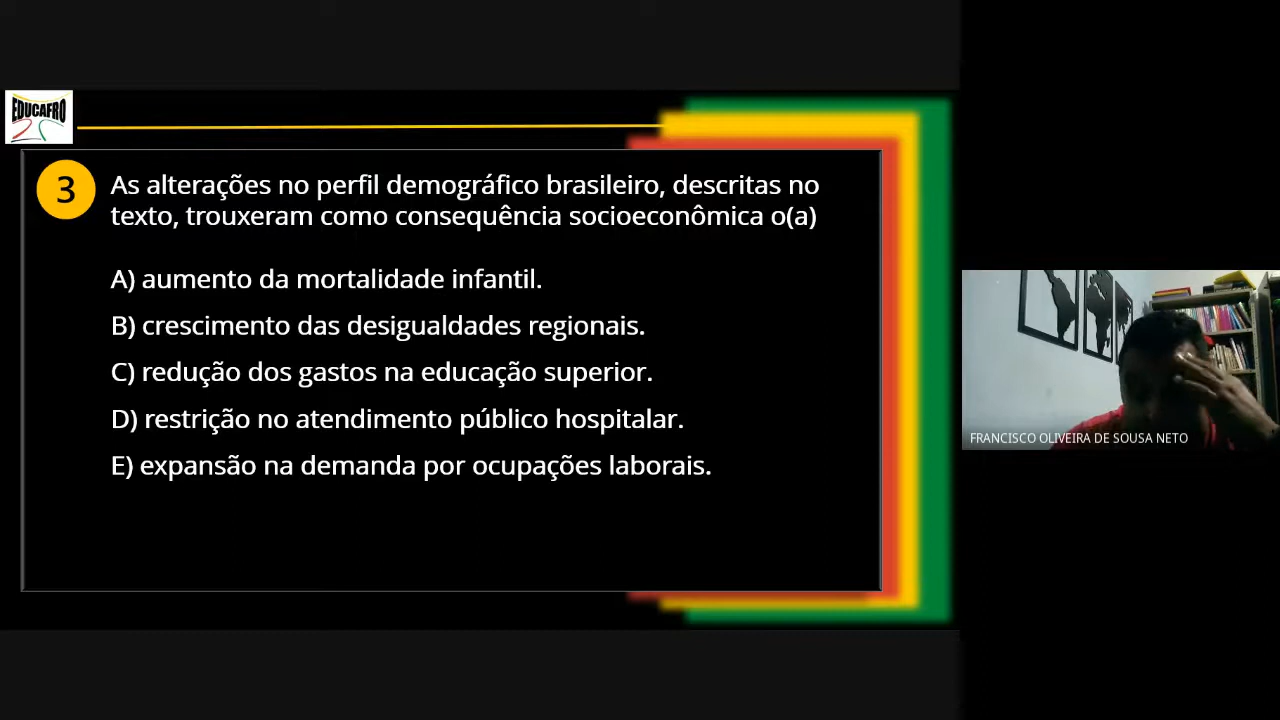 EDUCAFRO
3
As alterações no perfil demográfico brasileiro, descritas no
texto, trouxeram como consequência socioeconômica o(a)
A) aumento da mortalidade infantil.
B) crescimento das desigualdades regionais.
C) redução dos gastos na educação superior.
D) restrição no atendimento público hospitalar.
E) expansão na demanda por ocupações laborais.
FRANCISCO OLIVEIRA DE SOUSA NETO